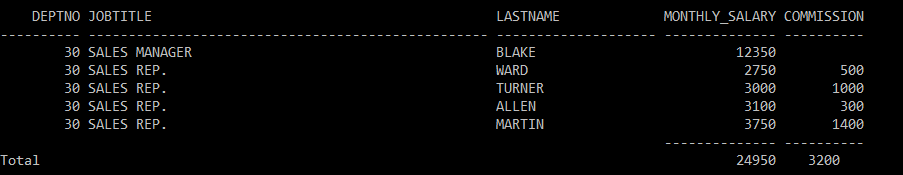 DEPTNO JOBTITLE                                           LASTNAME             MONTHLY_SALARY COMMISSION
---------- -------------------------------------------------- -------------------- -------------- ----------
        30 SALES MANAGER                                      BLAKE                         12350
        30 SALES REP.                                         WARD                           2750        500
        30 SALES REP.                                         TURNER                         3000       1000
        30 SALES REP.                                         ALLEN                          3100        300
        30 SALES REP.                                         MARTIN                         3750       1400
                                                                                   -------------- ----------
Total                                                                                       24950    3200